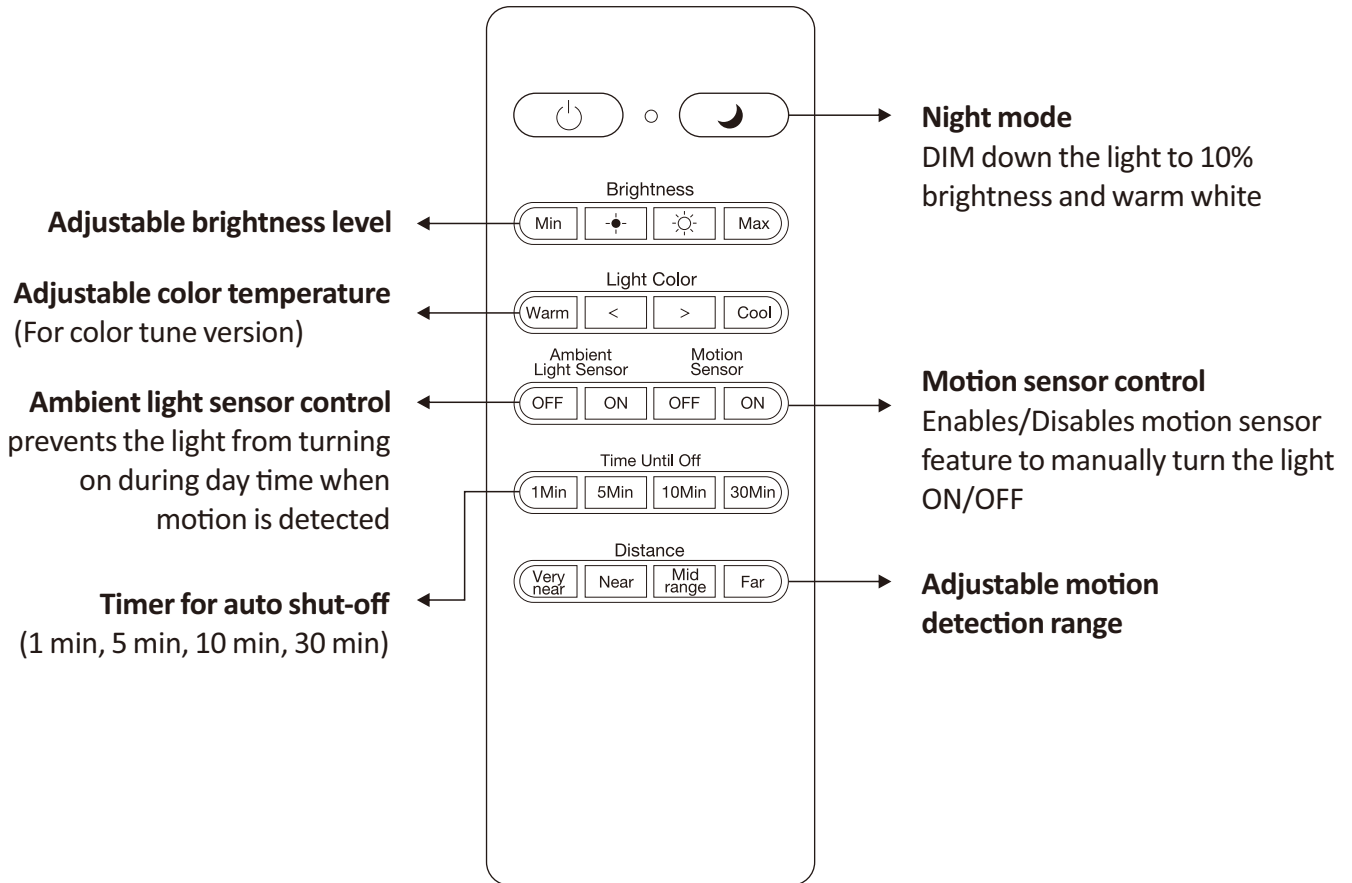 Night mode
DIM down the light to 10%
brightness and warm white
Brightness
Adjustable brightness level
Min Max
Light Color
Adjustable color temperature
(For color tune version)
Warm < > Cool
Ambient
Light Sensor
Motion
Sensor
Ambient light sensor control
prevents the light from turning
on during day time when
motion is detected
OFF ON OFF ON
Motion sensor control
Enables/Disables motion sensor
feature to manually turn the light
ON/OFF
Time Until Off
1Min 5Min 10Min 30Min
Timer for auto shut-off
(1 min, 5 min, 10 min, 30 min)
Distance
Very
near
Near
Mid
range
Far
Adjustable motion
detection range